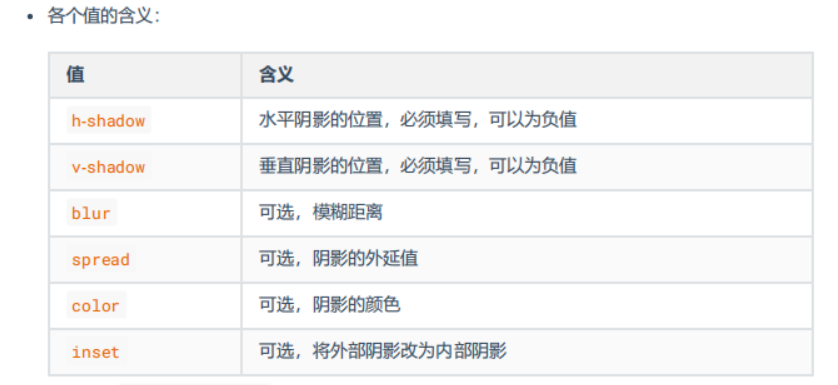 各个值的含义：
值 含义
h-shadow 水平阴影的位置，必须填写，可以为负值
v-shadow 垂直阴影的位置，必须填写，可以为负值
blur 可选，模糊距离
spread 可选，阴影的外延值
color 可选，阴影的颜色
inset 可选，将外部阴影改为内部阴影